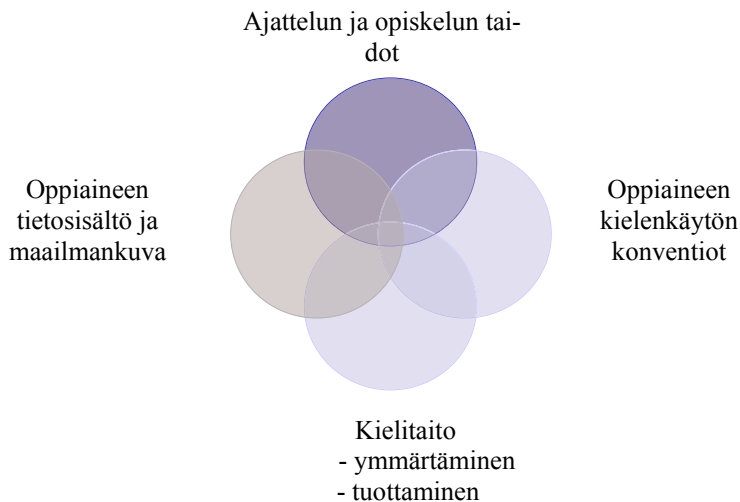 Ajattelun ja opiskelun tai-
dot
Oppiaineen
tietosisältö ja
maailmankuva
Oppiaineen
kielenkäytön
konventiot
Kielitaito
- ymmärtäminen
- tuottaminen